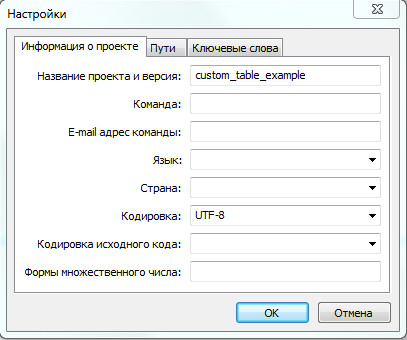 Настройки
Информация о проекте Пути Ключевые слова
Название проекта и версия: custom_table_example
Команда:
E-mail адрес команды:
Язык:
Страна:
Кодировка: UTF-8
Кодировка исходного кода:
Формы множественного числа:
OK Отмена